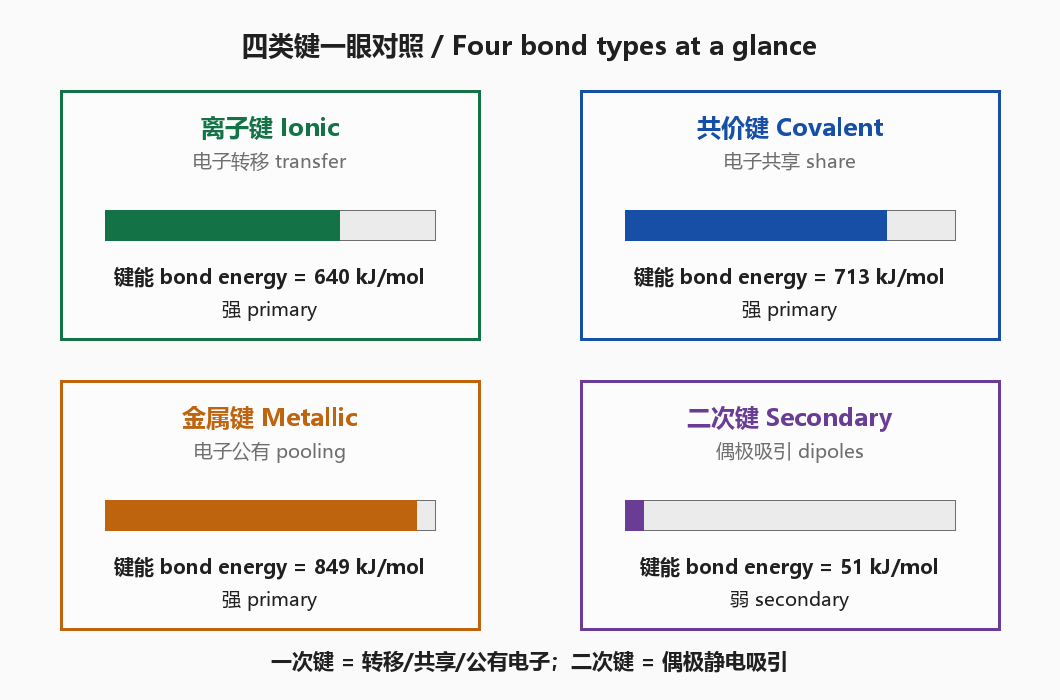 四类键一眼对照 / Four bond types at a glance
离子键 Ionic
电子转移 transfer
键能 bond energy = 640 kJ/mol
强 primary
共价键 Covalent
电子共享 share
键能 bond energy = 713 kJ/mol
强 primary
金属键 Metallic
电子公有 pooling
键能 bond energy = 849 kJ/mol
强 primary
二次键 Secondary
偶极吸引 dipoles
键能 bond energy = 51 kJ/mol
弱 secondary
一次键 = 转移/共享/公有电子；二次键 = 偶极静电吸引